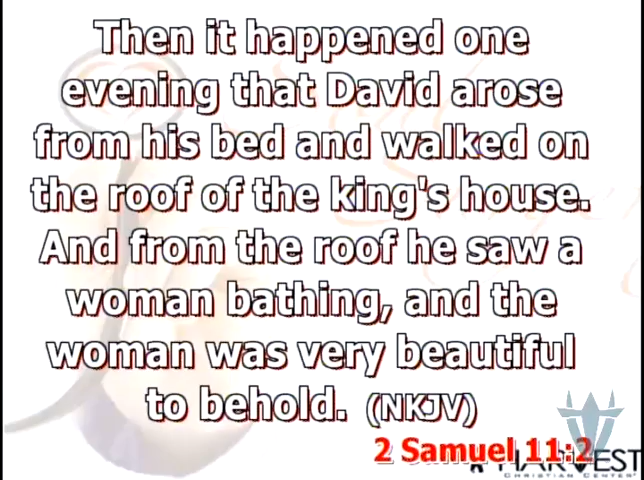 Then it happened one
evening that David arose
from his bed and walked on
the roof of the king's house.
And from the roof he saw a
woman bathing, and the
woman was very beautiful
to behold. (NKJV)
2 Samuel 11:2
HARVEST
CHRISTIAN CENTER